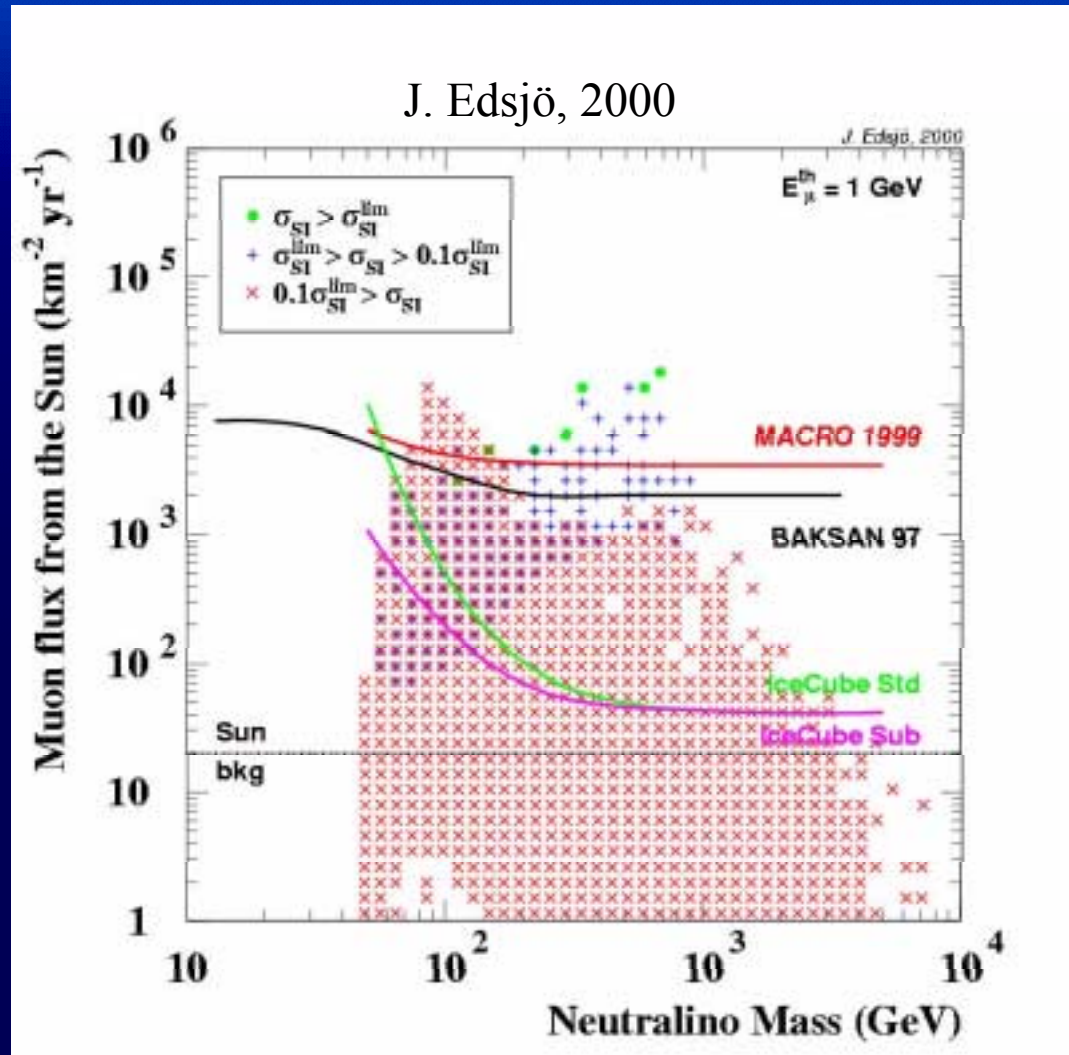 J. Edsjö, 2000
J. Edsjö, 2000
E_μ^th = 1 GeV
σ_SI > σ_SI^lim
σ_SI^lim > σ_SI > 0.1σ_SI^lim
0.1σ_SI^lim > σ_SI
Muon flux from the Sun (km^-2 yr^-1)
10^6
10^5
10^4
10^3
10^2
10
1
MACRO 1999
BAKSAN 97
IceCube Std
IceCube Sub
Sun
bkg
10 10^2 10^3 10^4
Neutralino Mass (GeV)